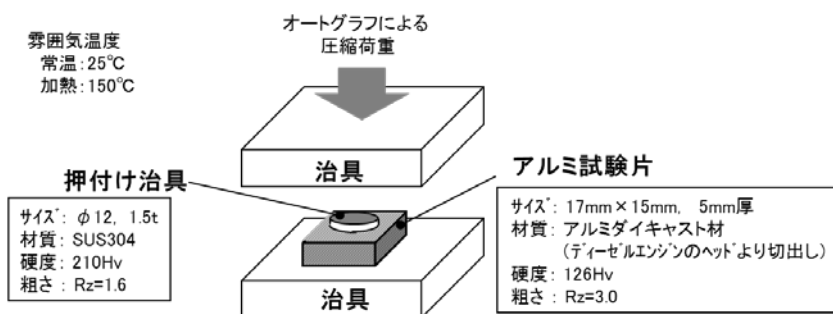 雰囲気温度
常温:25℃
加熱:150℃
オートグラフによる
圧縮荷重
治具
押付け治具
サイズ: φ12, 1.5t
材質: SUS304
硬度: 210Hv
粗さ: Rz=1.6
アルミ試験片
サイズ: 17mm×15mm, 5mm厚
材質: アルミダイキャスト材
(ディーゼルエンジンのヘッドより切出し)
硬度: 126Hv
粗さ: Rz=3.0
治具